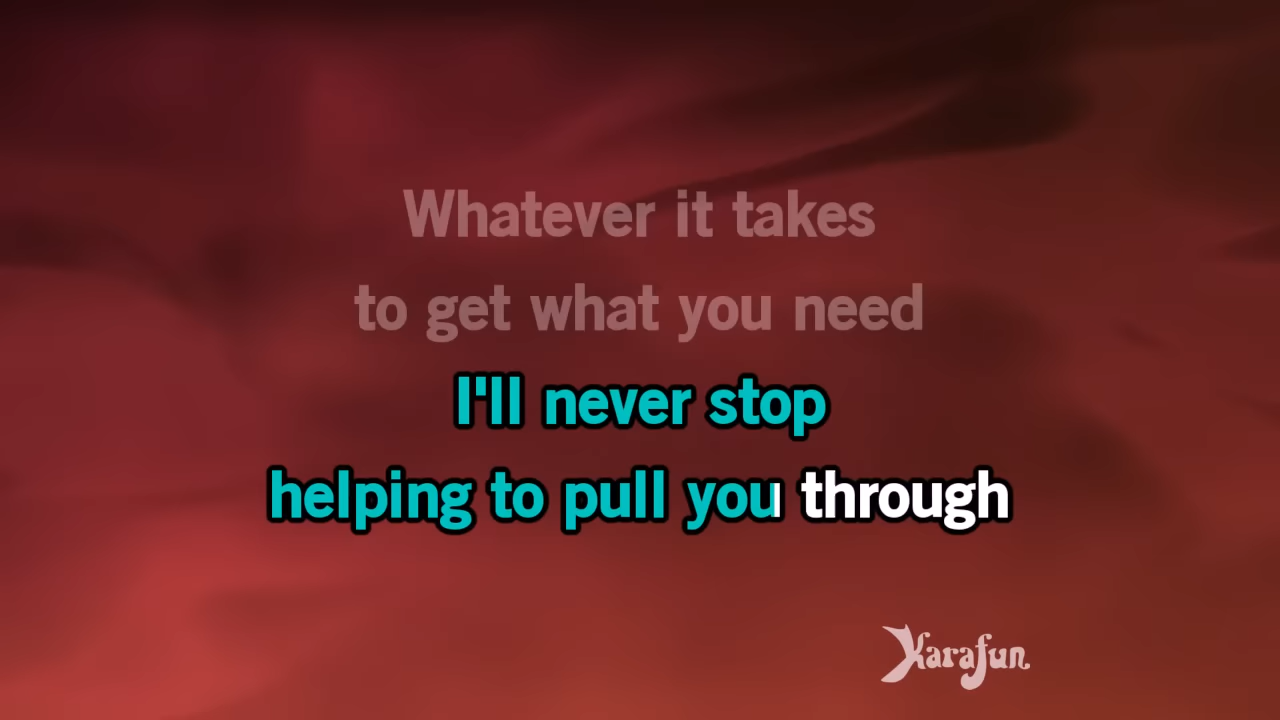 Whatever it takes
to get what you need
I'll never stop
helping to pull you through
Karafun